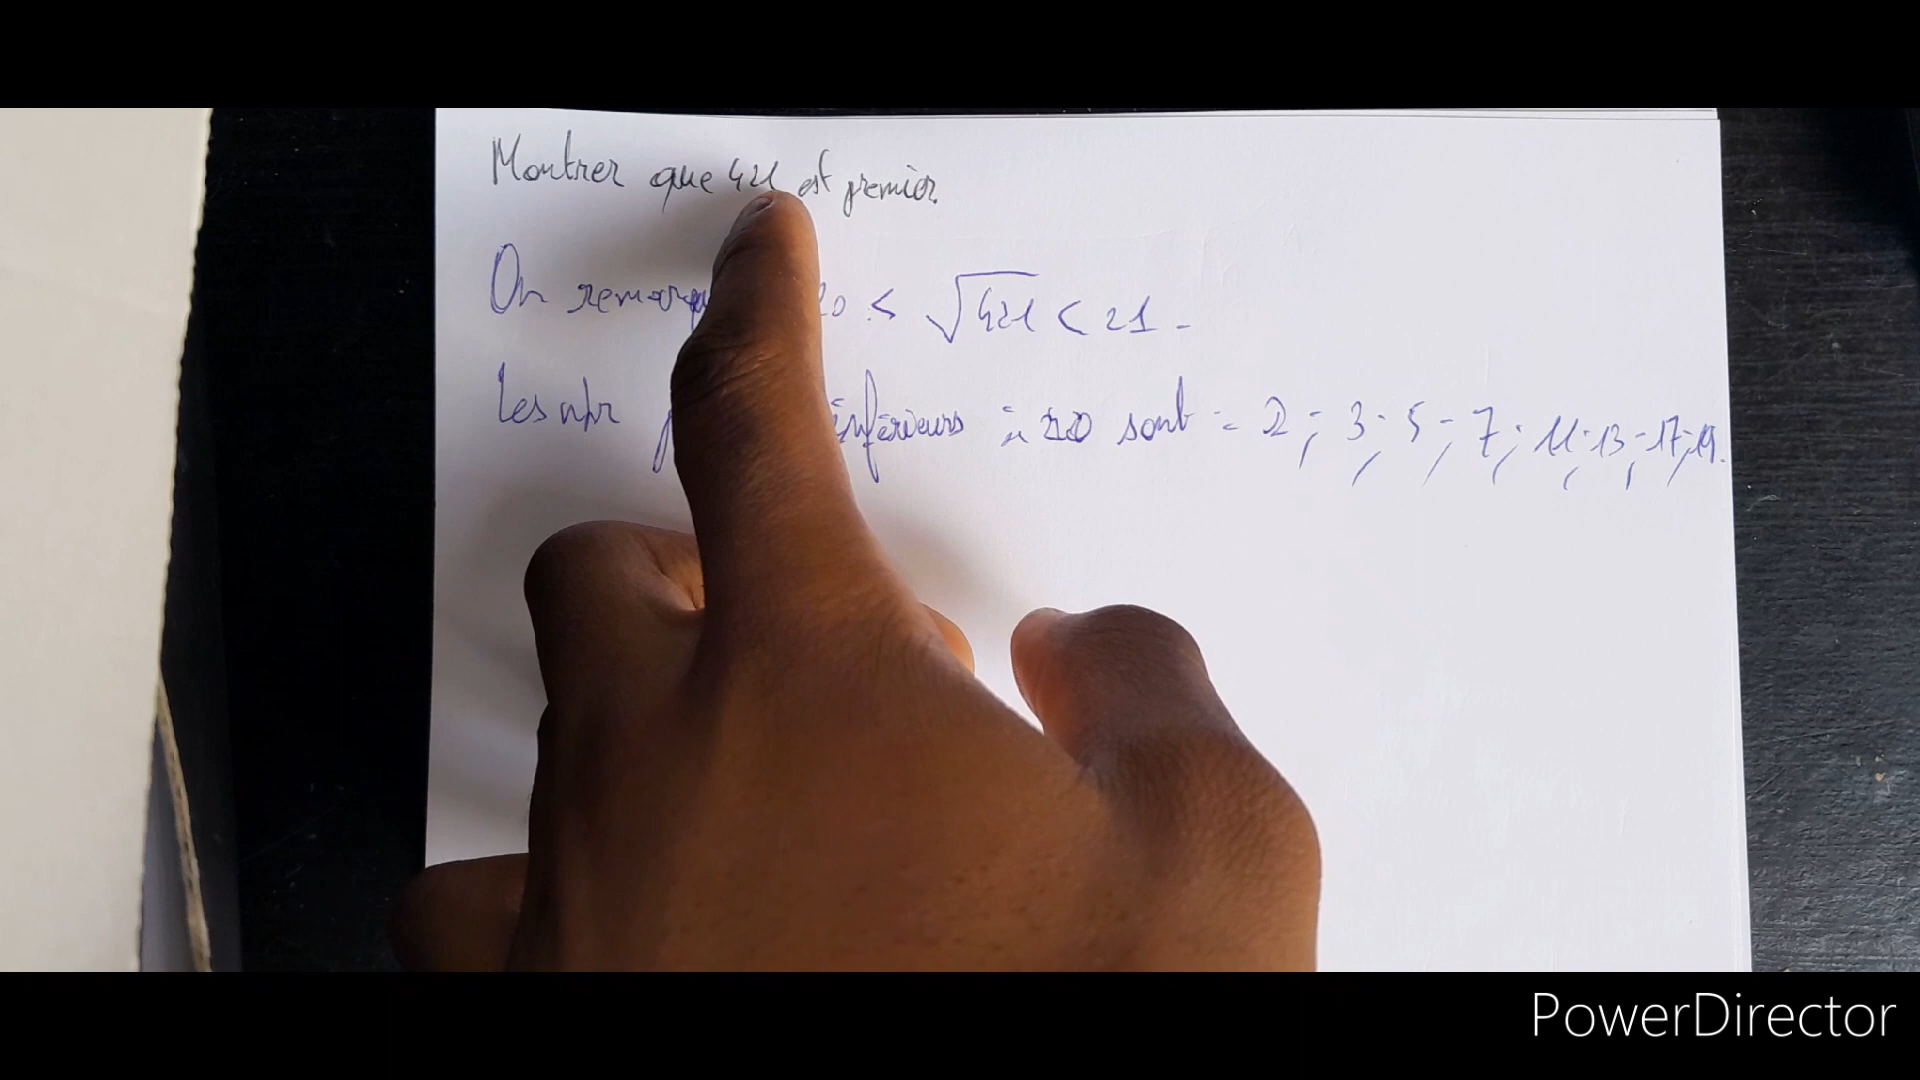 Montrer que 421 est premier.
On remarqu 20 < √421 < 21 -
Les nbr p inférieurs à 20 sont = 2 ; 3 ; 5 ; 7 ; 11 ; 13 ; 17 ; 19.
PowerDirector